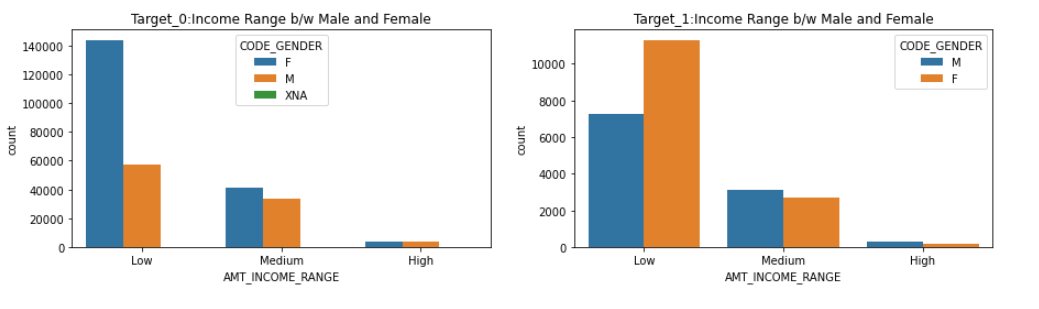 Target_0:Income Range b/w Male and Female
140000
120000
100000
80000
60000
40000
20000
0
count
CODE_GENDER
F
M
XNA
Low
Medium
High
AMT_INCOME_RANGE
Target_1:Income Range b/w Male and Female
10000
8000
6000
4000
2000
0
count
CODE_GENDER
M
F
Low
Medium
High
AMT_INCOME_RANGE